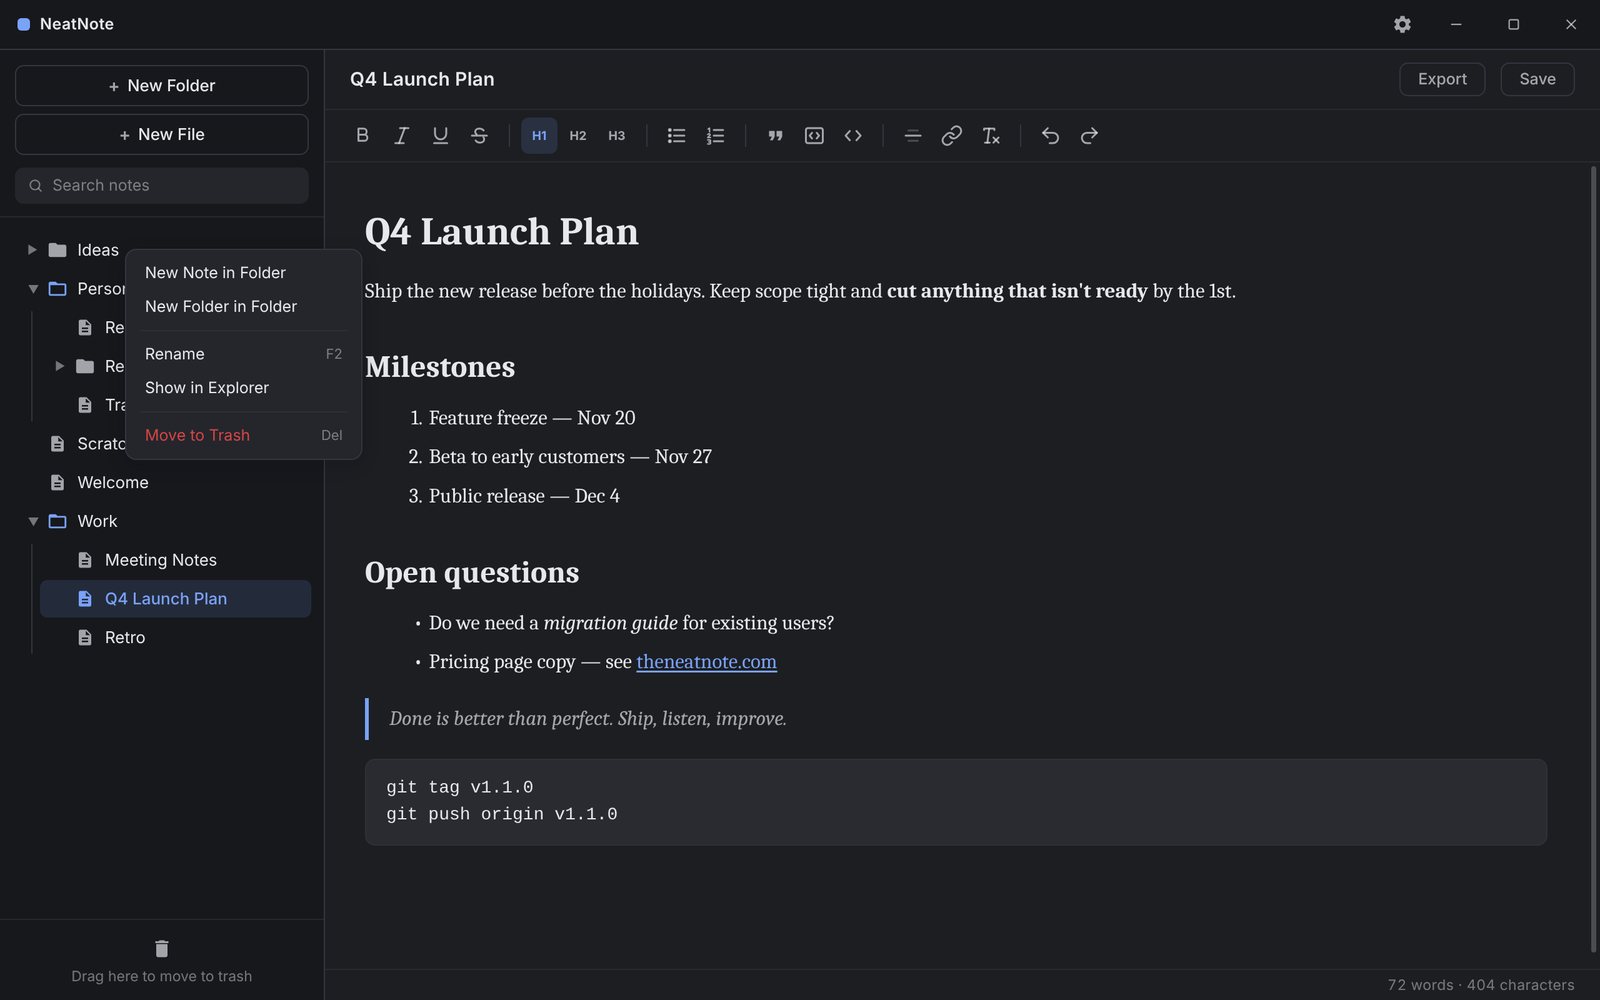 NeatNote
+ New Folder
+ New File
Search notes
Ideas
New Note in Folder
New Folder in Folder
Rename F2
Show in Explorer
Move to Trash Del
Welcome
Work
Meeting Notes
Q4 Launch Plan
Retro
Drag here to move to trash
Q4 Launch Plan
Export
Save
B I U S H1 H2 H3
Q4 Launch Plan
Ship the new release before the holidays. Keep scope tight and cut anything that isn't ready by the 1st.
Milestones
1. Feature freeze — Nov 20
2. Beta to early customers — Nov 27
3. Public release — Dec 4
Open questions
• Do we need a migration guide for existing users?
• Pricing page copy — see theneatnote.com
Done is better than perfect. Ship, listen, improve.
git tag v1.1.0
git push origin v1.1.0
72 words · 404 characters